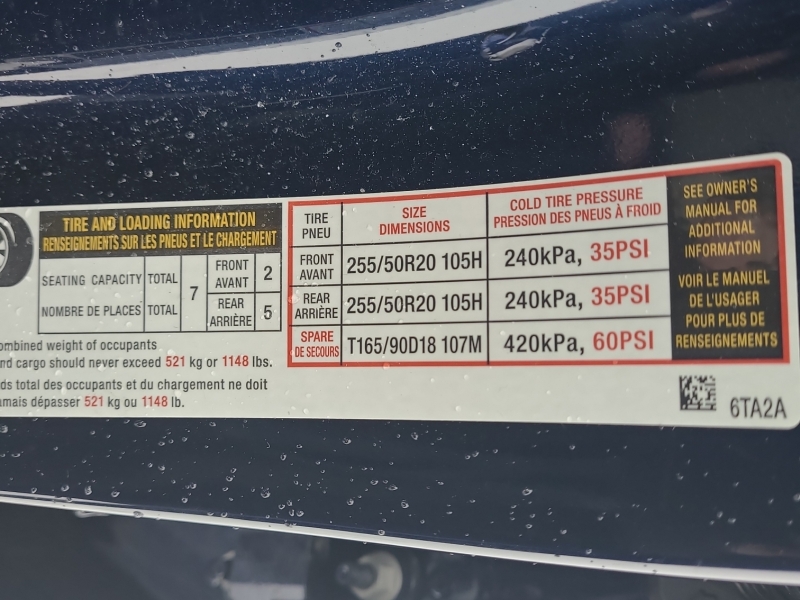 TIRE AND LOADING INFORMATION
RENSEIGNEMENTS SUR LES PNEUS ET LE CHARGEMENT
SEATING CAPACITY TOTAL 7 FRONT AVANT 2
NOMBRE DE PLACES TOTAL REAR ARRIÈRE 5
ombined weight of occupants
nd cargo should never exceed 521 kg or 1148 lbs.
ds total des occupants et du chargement ne doit
amais dépasser 521 kg ou 1148 lb.
TIRE PNEU SIZE DIMENSIONS COLD TIRE PRESSURE PRESSION DES PNEUS À FROID
FRONT AVANT 255/50R20 105H 240kPa, 35PSI
REAR ARRIÈRE 255/50R20 105H 240kPa, 35PSI
SPARE DE SECOURS T165/90D18 107M 420kPa, 60PSI
SEE OWNER'S
MANUAL FOR
ADDITIONAL
INFORMATION
VOIR LE MANUEL
DE L'USAGER
POUR PLUS DE
RENSEIGNEMENTS
6TA2A